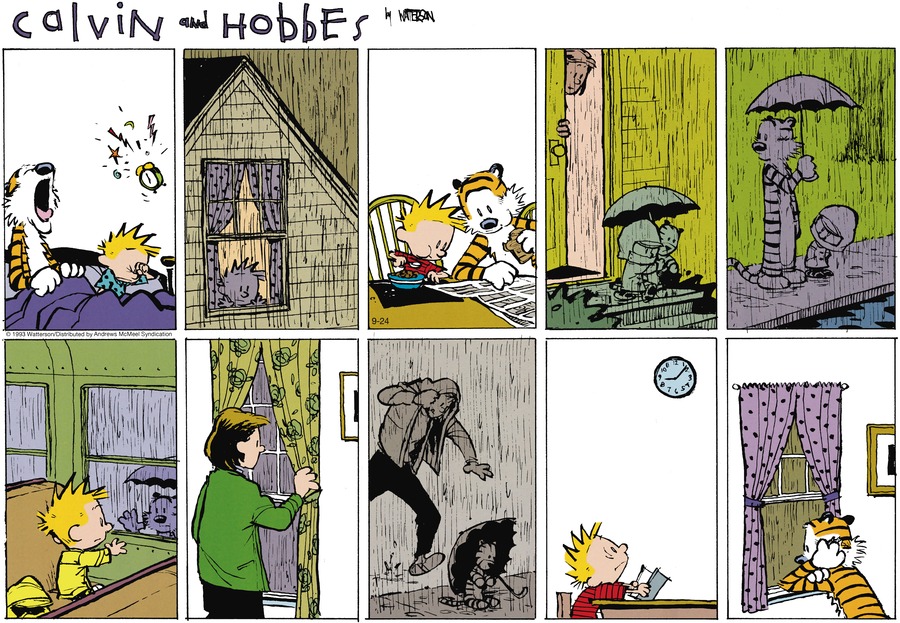 calvin and HObbEs by WATTERSON
© 1993 Watterson/Distributed by Andrews McMeel Syndication
9-24